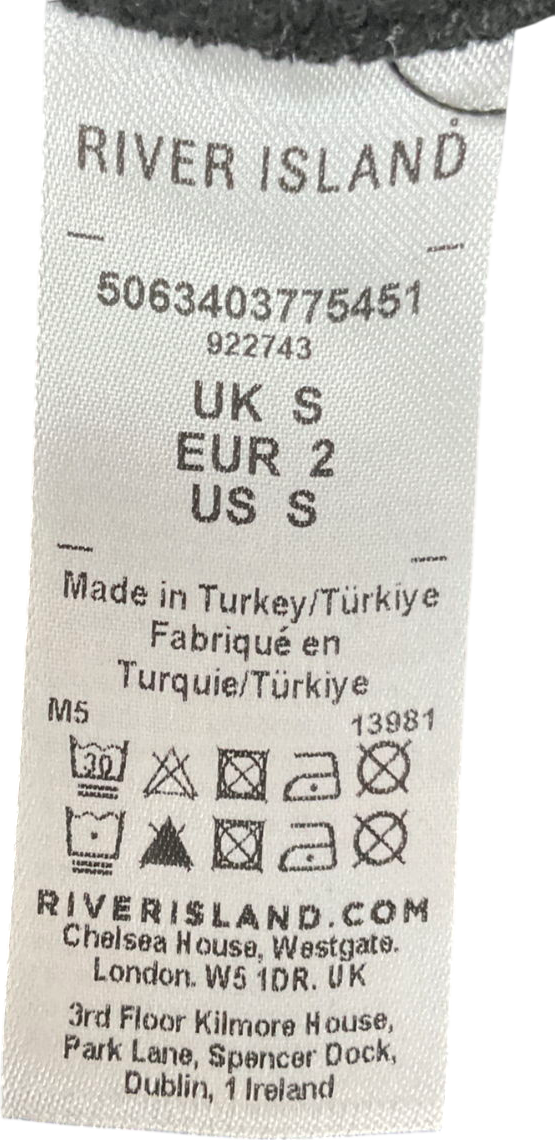 RIVER ISLAND
5063403775451
922743
UK S
EUR 2
US S
Made in Turkey/Türkiye
Fabriqué en
Turquie/Türkiye
M5 13981
30
RIVERISLAND.COM
Chelsea House, Westgate.
London. W5 1DR. UK
3rd Floor Kilmore House,
Park Lane, Spencer Dock,
Dublin, 1 Ireland